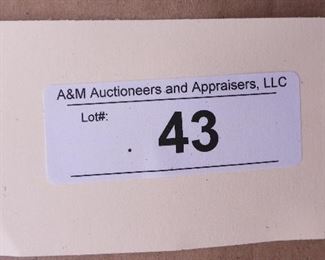 A&M Auctioneers and Appraisers, LLC
Lot#:
43